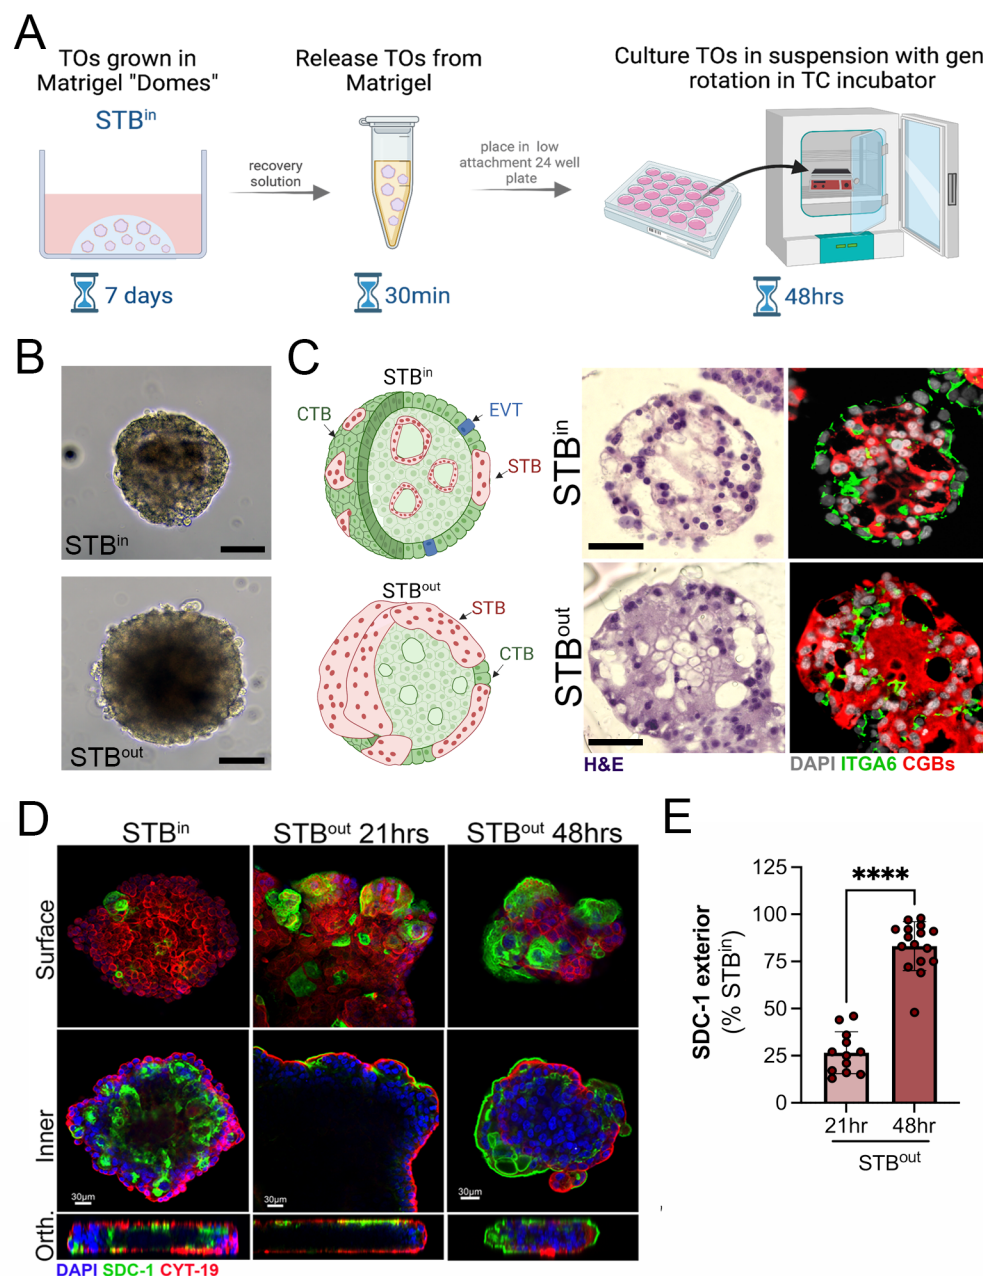 A
TOs grown in
Matrigel "Domes"
STBin
recovery
solution
7 days
Release TOs from
Matrigel
30min
place in low
attachment 24 well
plate
Culture TOs in suspension with gen
rotation in TC incubator
48hrs
B
STBin
STBout
C
STBin
CTB
EVT
STB
STBout
STB
CTB
STBin
STBout
H&E
DAPI ITGA6 CGBs
D
STBin
STBout 21hrs
STBout 48hrs
Surface
Inner
Orth.
30µm
30µm
30µm
DAPI SDC-1 CYT-19
E
SDC-1 exterior
(% STBin)
125
100
75
50
25
0
****
21hr
48hr
STBout